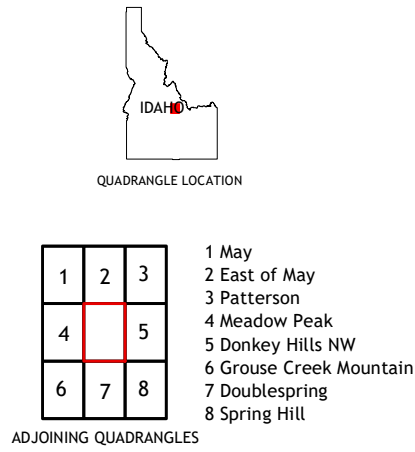 IDAHO
QUADRANGLE LOCATION
1 2 3
4 5
6 7 8
1 May
2 East of May
3 Patterson
4 Meadow Peak
5 Donkey Hills NW
6 Grouse Creek Mountain
7 Doublespring
8 Spring Hill
ADJOINING QUADRANGLES